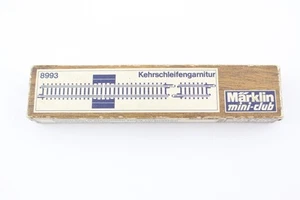 8993 Kehrschleifengarnitur
Märklin
mini-club